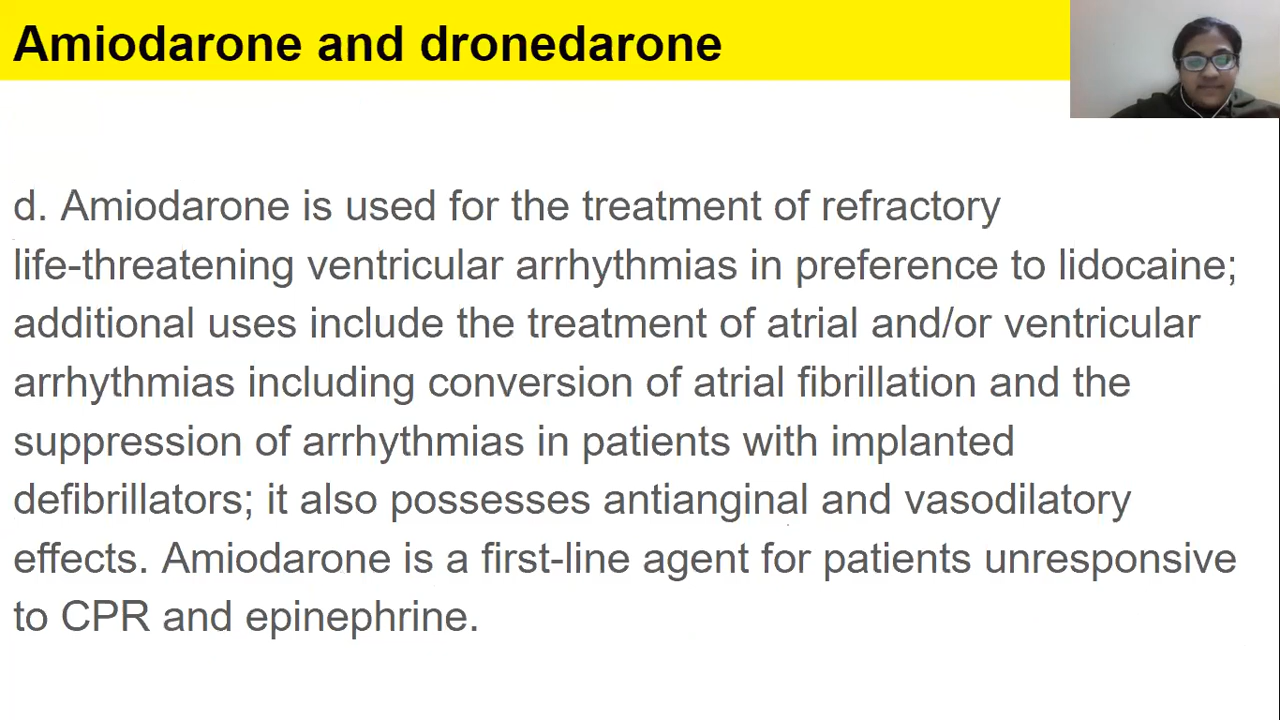 Amiodarone and dronedarone
d. Amiodarone is used for the treatment of refractory
life-threatening ventricular arrhythmias in preference to lidocaine;
additional uses include the treatment of atrial and/or ventricular
arrhythmias including conversion of atrial fibrillation and the
suppression of arrhythmias in patients with implanted
defibrillators; it also possesses antianginal and vasodilatory
effects. Amiodarone is a first-line agent for patients unresponsive
to CPR and epinephrine.